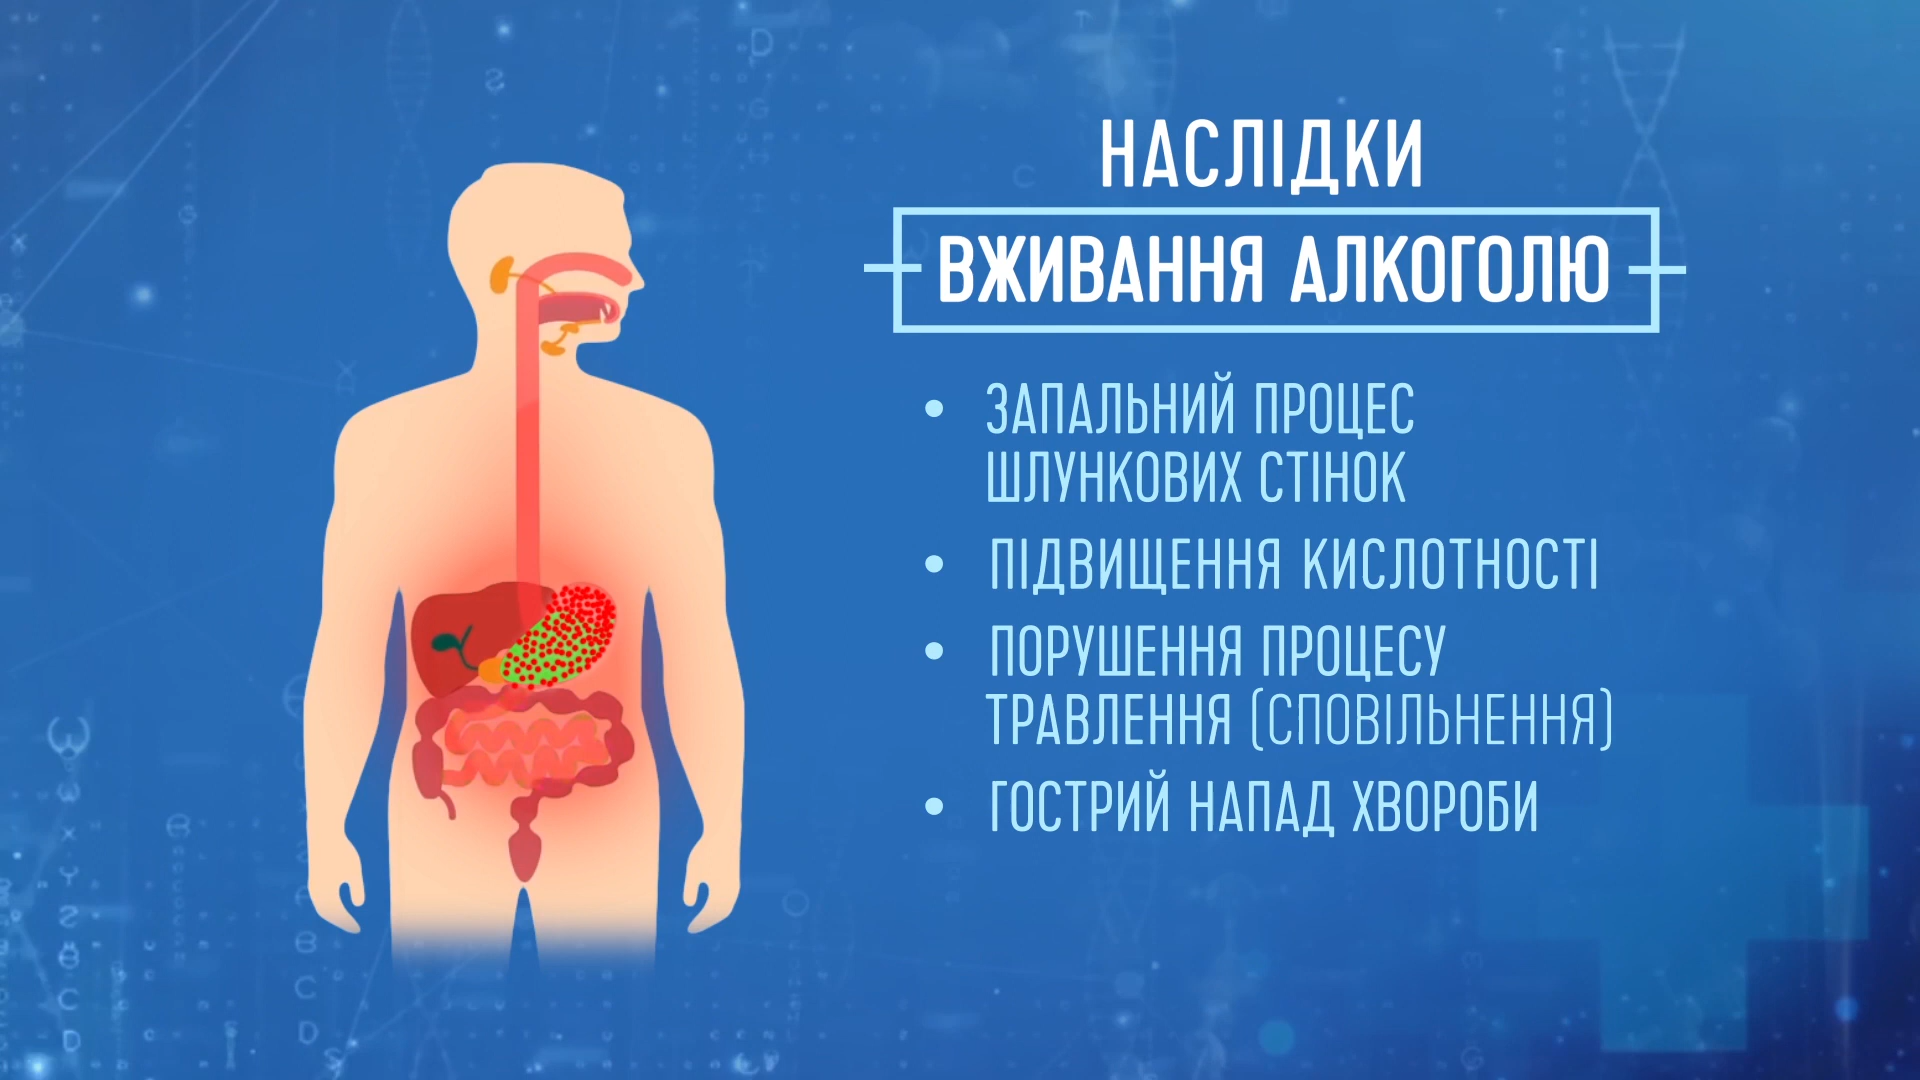 НАСЛІДКИ
ВЖИВАННЯ АЛКОГОЛЮ
• ЗАПАЛЬНИЙ ПРОЦЕС
ШЛУНКОВИХ СТІНОК
• ПІДВИЩЕННЯ КИСЛОТНОСТІ
• ПОРУШЕННЯ ПРОЦЕСУ
ТРАВЛЕННЯ (СПОВІЛЬНЕННЯ)
• ГОСТРИЙ НАПАД ХВОРОБИ